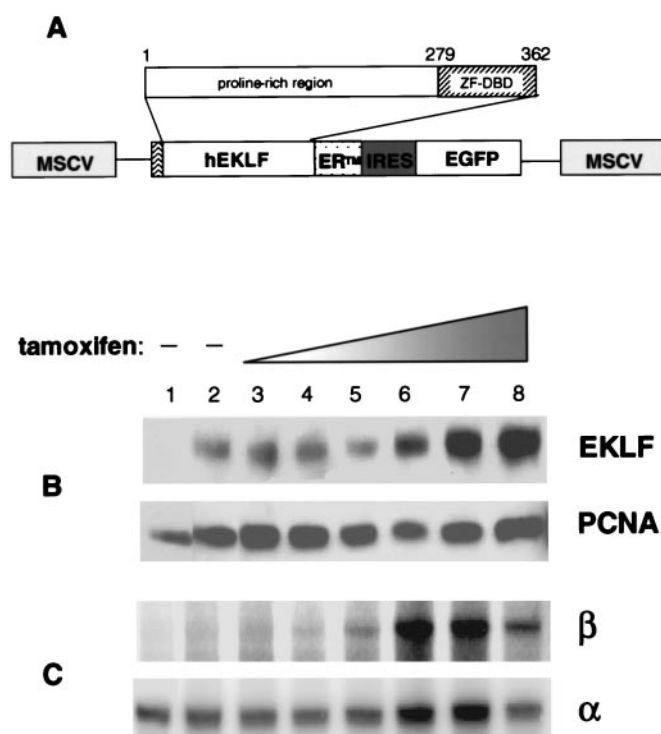 A
1 279 362
proline-rich region ZF-DBD
MSCV hEKLF ER™ IRES EGFP MSCV
tamoxifen: – –
1 2 3 4 5 6 7 8
EKLF
B
PCNA
β
C
α